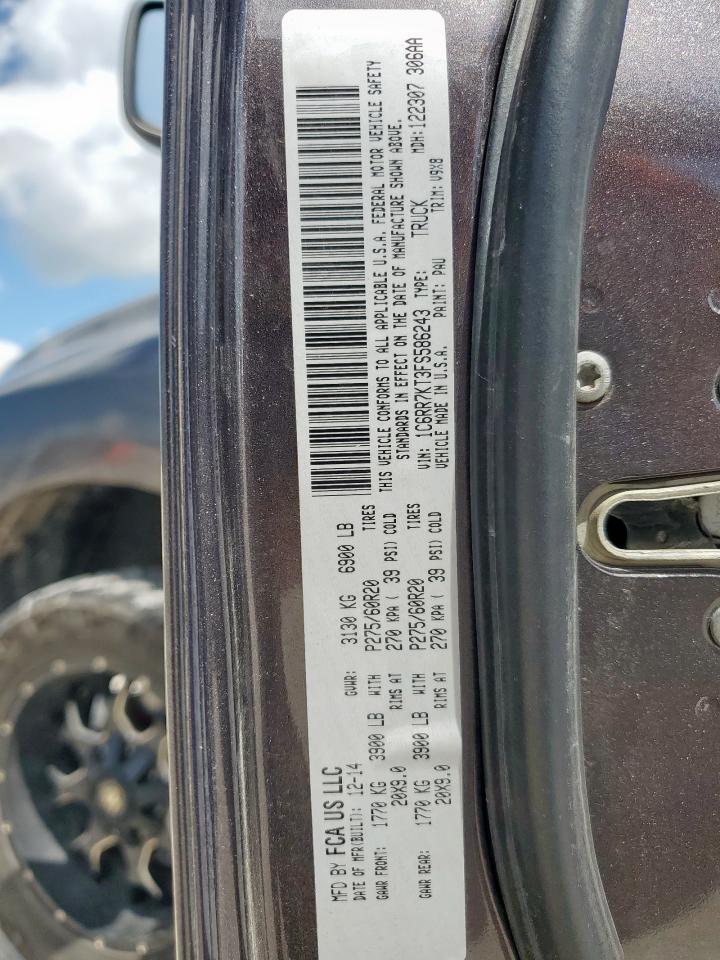 MFD BY FCA US LLC
DATE OF MFR(BUILT): 12-14 GVWR: 3130 KG 6900 LB
GAWR FRONT: 1770 KG 3900 LB WITH P275/60R20 TIRES
20X9.0 RIMS AT 270 KPA ( 39 PSI) COLD
GAWR REAR: 1770 KG 3900 LB WITH P275/60R20
20X9.0 RIMS AT 270 KPA ( 39 PSI) COLD
THIS VEHICLE CONFORMS TO ALL APPLICABLE U.S.A. FEDERAL MOTOR VEHICLE SAFETY
STANDARDS IN EFFECT ON THE DATE OF MANUFACTURE SHOWN ABOVE.
VIN: 1C6RR7KT3FS586243 TYPE: TRUCK MDH: 122307 306AA
VEHICLE MADE IN U.S.A. PAINT: PAU TRIM: V9X8